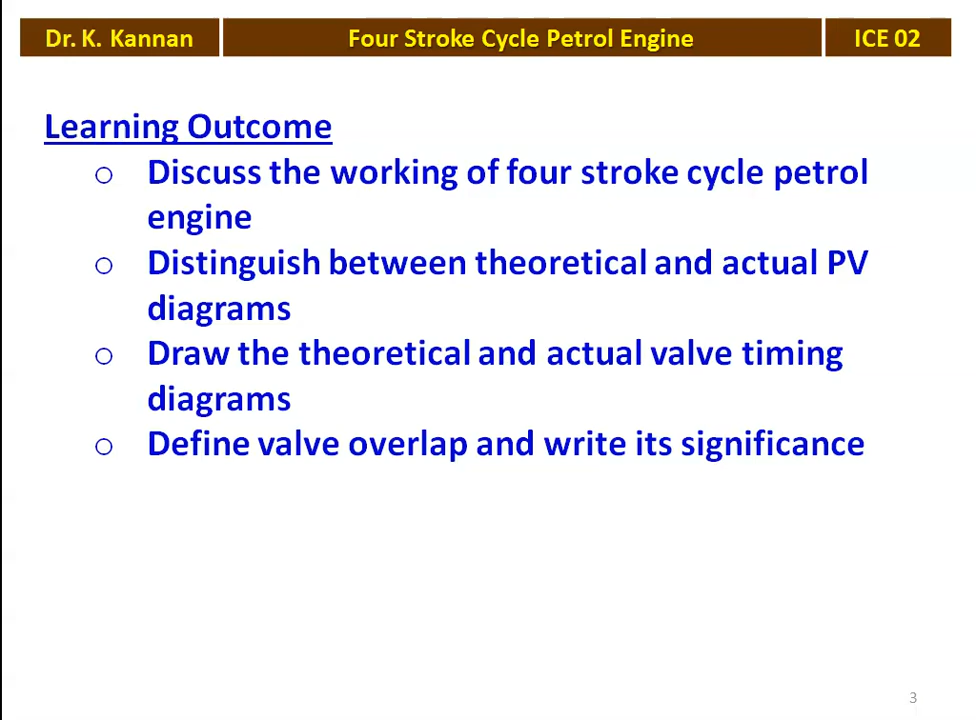 Dr. K. Kannan Four Stroke Cycle Petrol Engine ICE 02
Learning Outcome
o Discuss the working of four stroke cycle petrol
engine
o Distinguish between theoretical and actual PV
diagrams
o Draw the theoretical and actual valve timing
diagrams
o Define valve overlap and write its significance
3